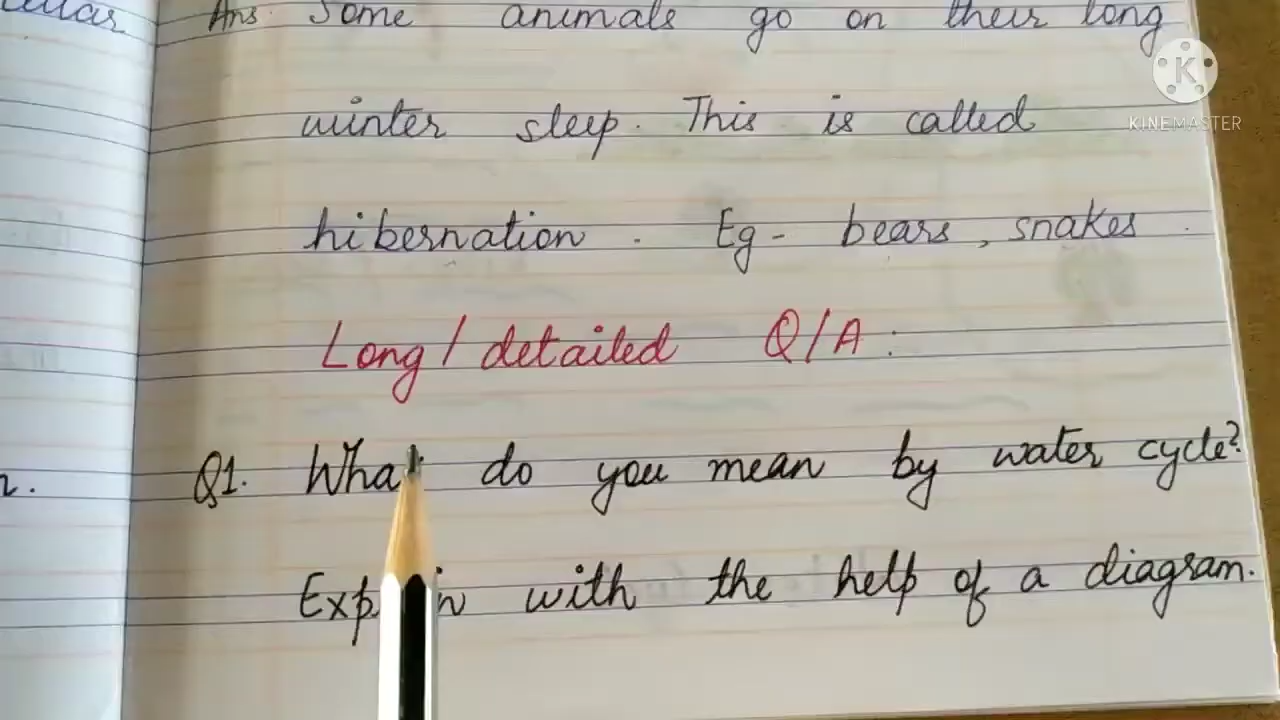 Ans Some animals go on their long
winter sleep. This is called
hibernation. Eg- bears, snakes.
Long/detailed Q/A:
Q1. What do you mean by water cycle?
Explain with the help of a diagram.
KINEMASTER